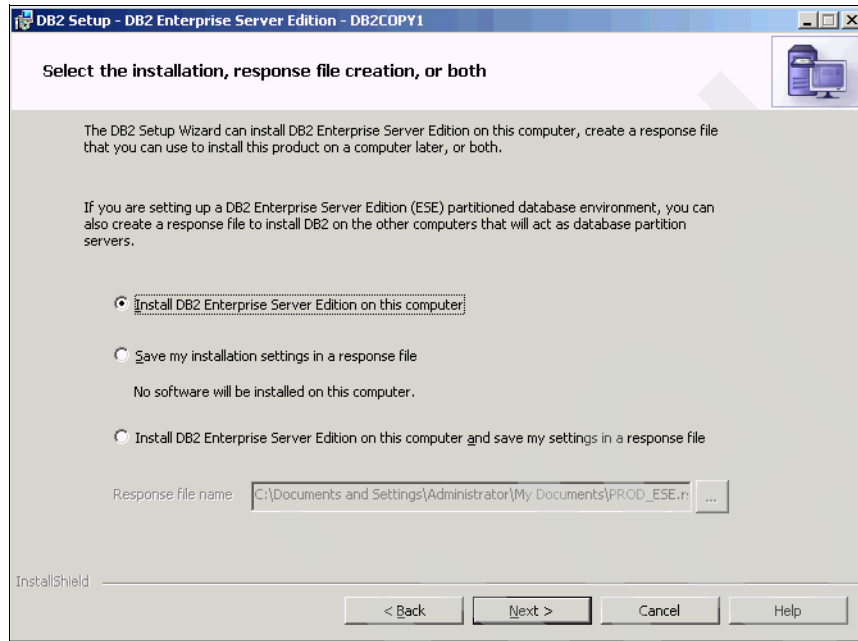 DB2 Setup - DB2 Enterprise Server Edition - DB2COPY1
Select the installation, response file creation, or both
The DB2 Setup Wizard can install DB2 Enterprise Server Edition on this computer, create a response file
that you can use to install this product on a computer later, or both.
If you are setting up a DB2 Enterprise Server Edition (ESE) partitioned database environment, you can
also create a response file to install DB2 on the other computers that will act as database partition
servers.
Install DB2 Enterprise Server Edition on this computer
Save my installation settings in a response file
No software will be installed on this computer.
Install DB2 Enterprise Server Edition on this computer and save my settings in a response file
Response file name C:\Documents and Settings\Administrator\My Documents\PROD_ESE.r: ...
InstallShield
< Back Next > Cancel Help